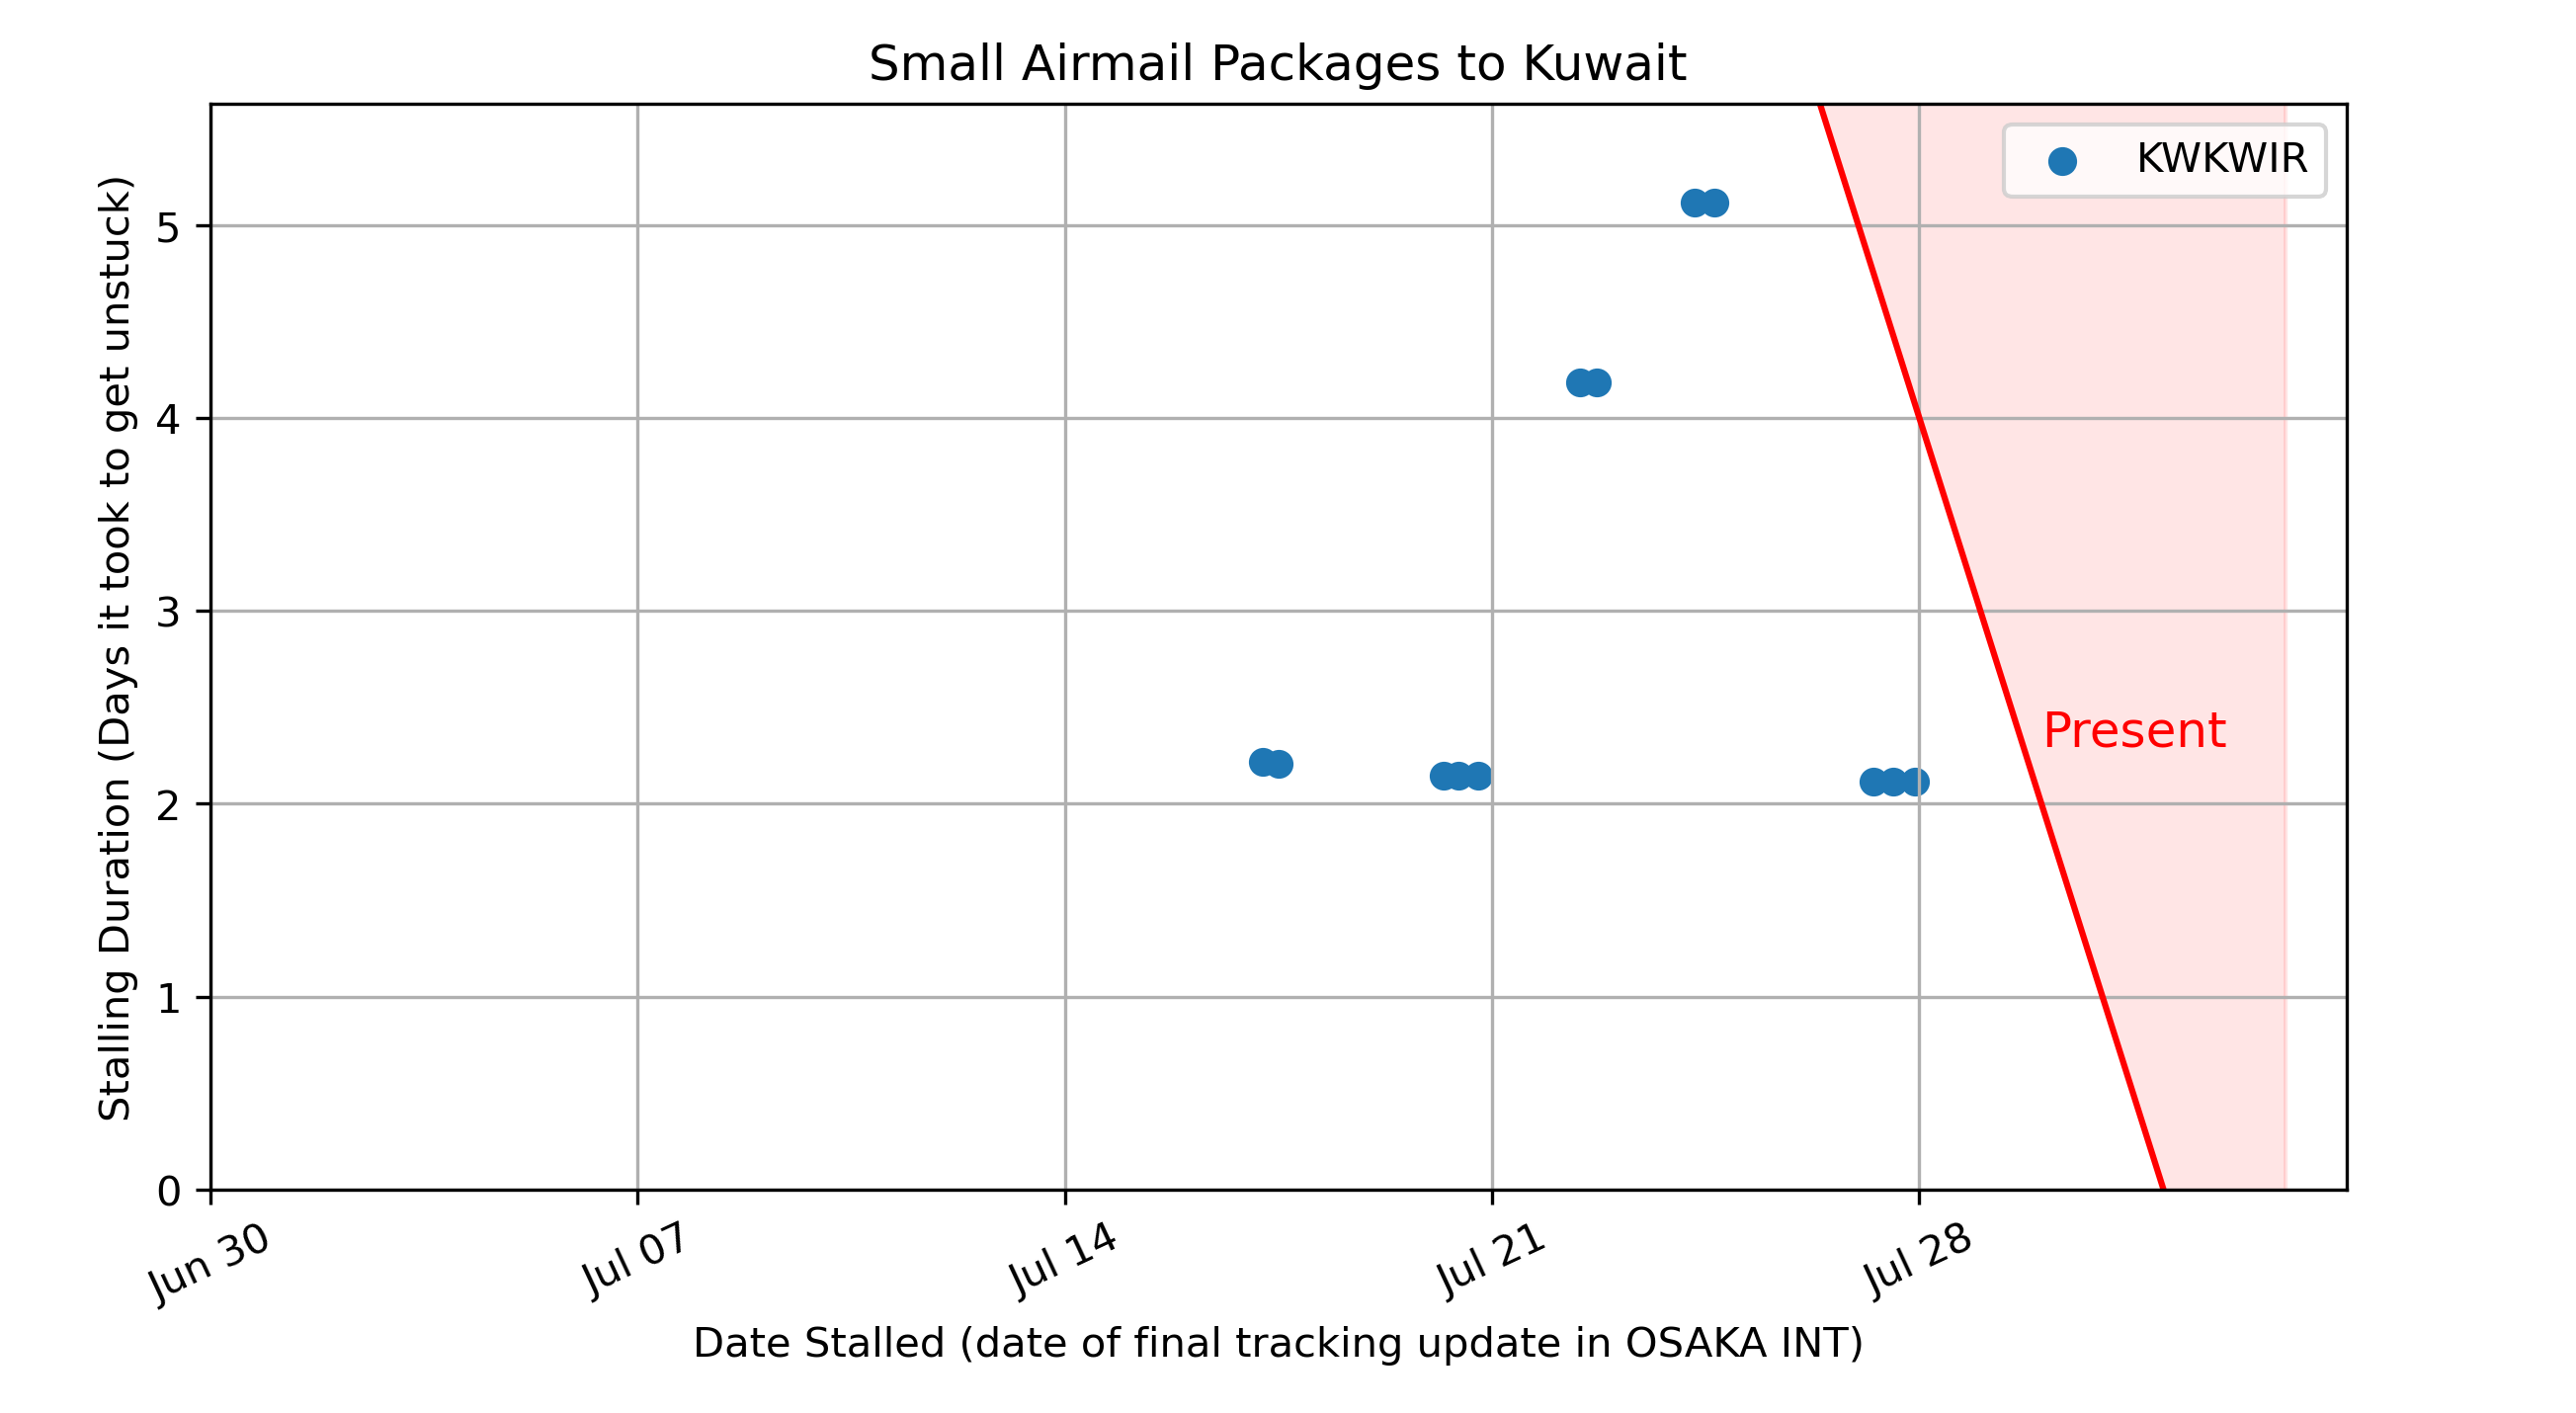 Small Airmail Packages to Kuwait
KWKWIR
Stalling Duration (Days it took to get unstuck)
5
4
3
2
1
0
Present
Jun 30
Jul 07
Jul 14
Jul 21
Jul 28
Date Stalled (date of final tracking update in OSAKA INT)